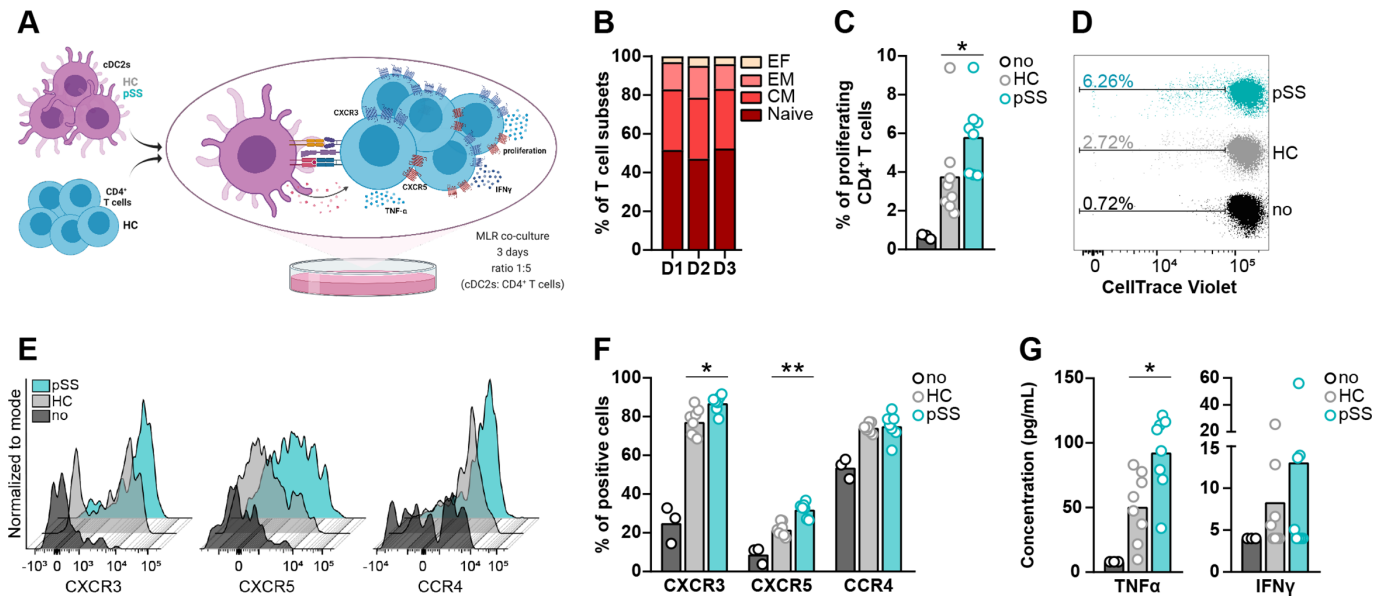 A
cDC2s
HC
pSS
CD4⁺
T cells
HC
CXCR3
proliferation
CXCR5
IFNγ
TNF-α
MLR co-culture
3 days
ratio 1:5
(cDC2s: CD4⁺ T cells)
B
% of T cell subsets
100
80
60
40
20
0
D1 D2 D3
EF
EM
CM
Naive
C
% of proliferating
CD4⁺ T cells
10
8
6
4
2
0
*
no
HC
pSS
D
6.26%
2.72%
0.72%
pSS
HC
no
0 10⁴ 10⁵
CellTrace Violet
E
Normalized to mode
pSS
HC
no
-10³ 0 10³ 10⁴ 10⁵
CXCR3
-10³ 0 10³ 10⁴ 10⁵
CXCR5
-10³ 0 10³ 10⁴ 10⁵
CCR4
F
% of positive cells
100
80
60
40
20
0
* **
CXCR3 CXCR5 CCR4
no
HC
pSS
G
Concentration (pg/mL)
150
100
50
0
*
TNFα
60
40
20
15
10
5
0
IFNγ
no
HC
pSS